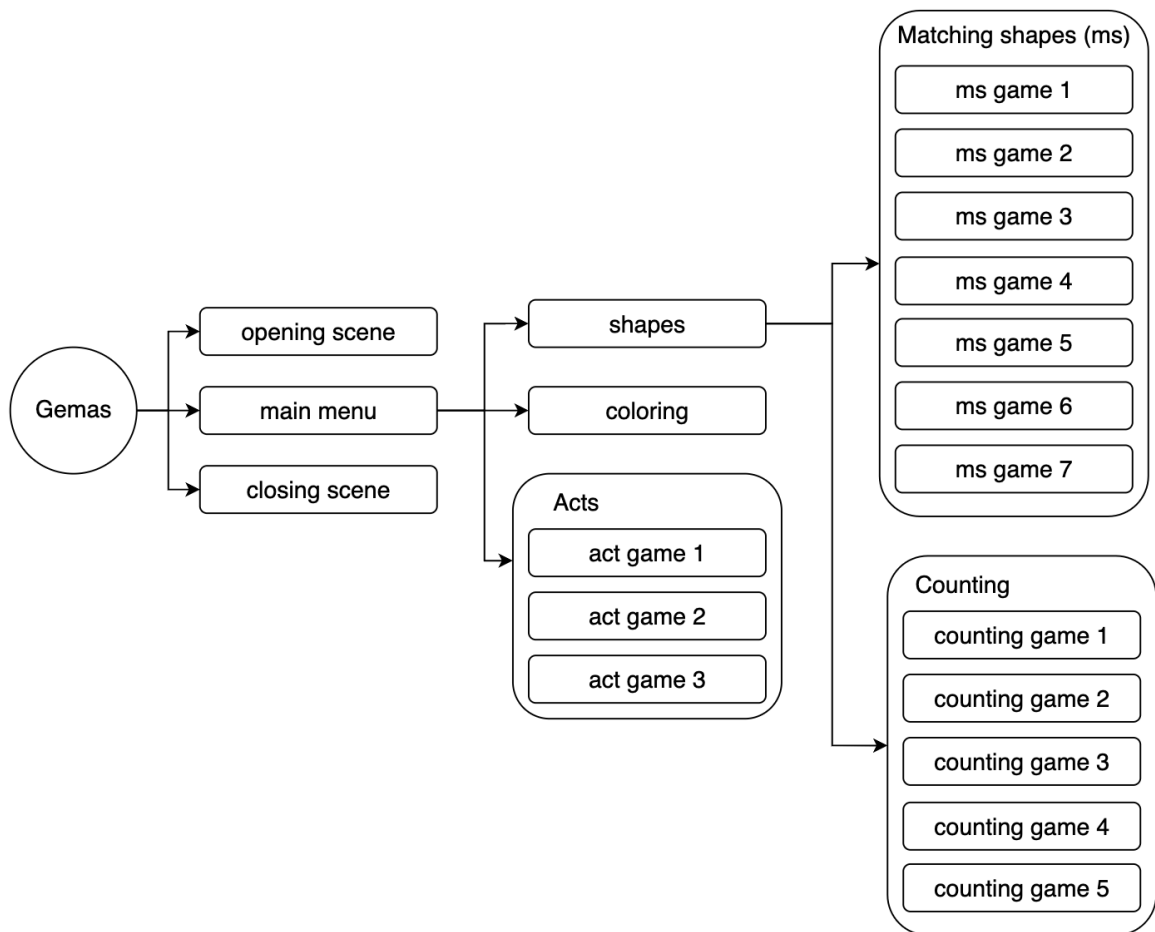 Gemas
opening scene
main menu
closing scene
shapes
coloring
Acts
act game 1
act game 2
act game 3
Matching shapes (ms)
ms game 1
ms game 2
ms game 3
ms game 4
ms game 5
ms game 6
ms game 7
Counting
counting game 1
counting game 2
counting game 3
counting game 4
counting game 5